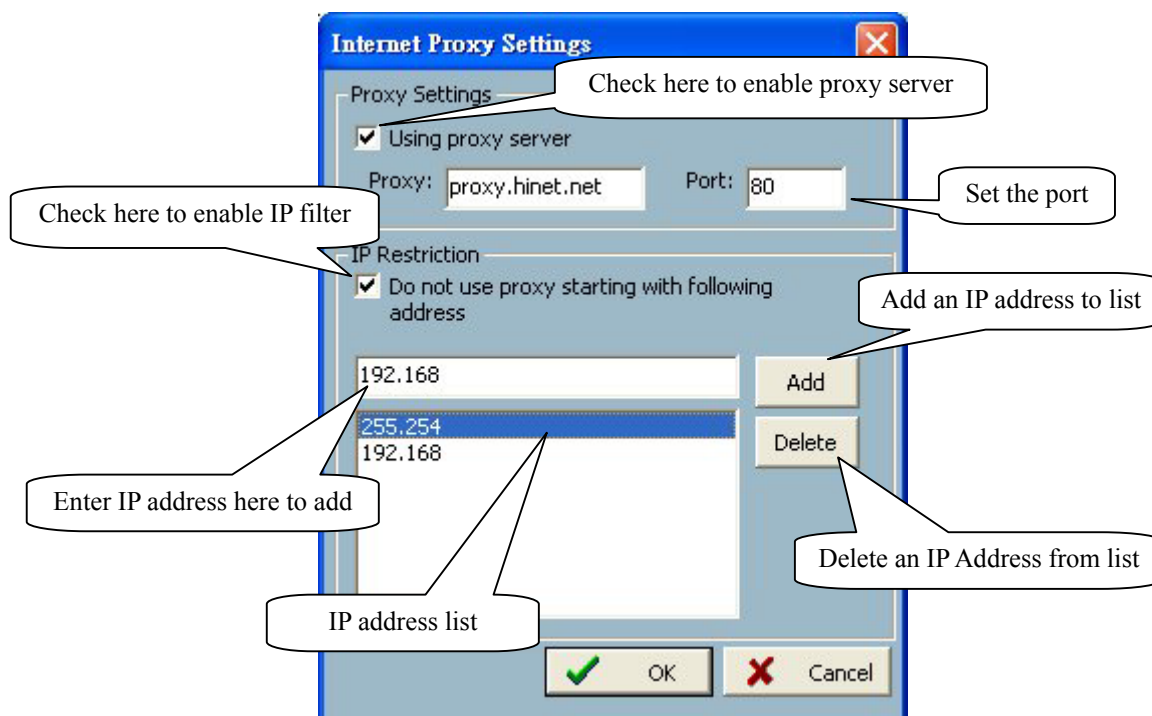 Internet Proxy Settings
Check here to enable proxy server
Proxy Settings
Using proxy server
Proxy: proxy.hinet.net Port: 80
Set the port
Check here to enable IP filter
IP Restriction
Do not use proxy starting with following
address
Add an IP address to list
192.168
Add
255.254
192.168
Delete
Enter IP address here to add
Delete an IP Address from list
IP address list
OK
Cancel